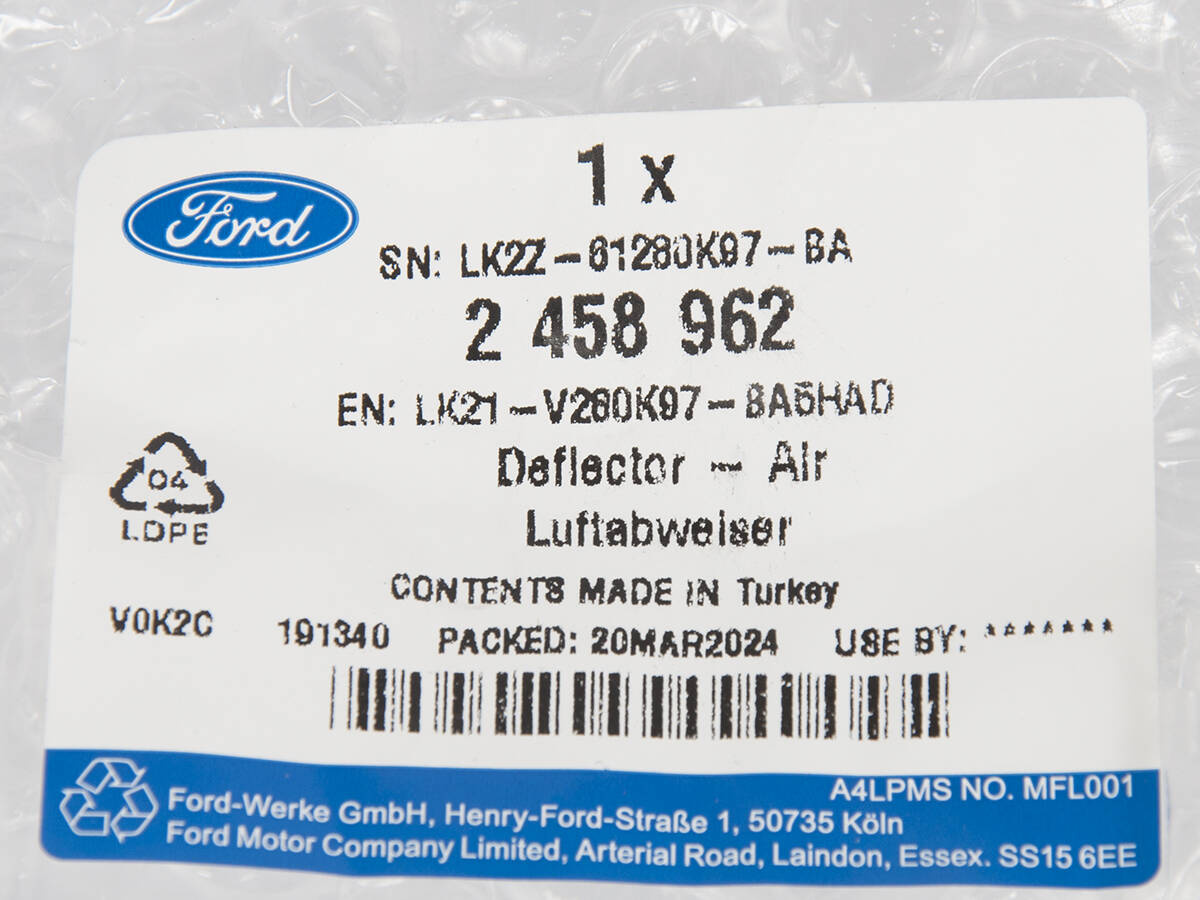 1 x
Ford
SN: LK2Z-61280K97-BA
2 458 962
EN: LK21-V280K97-BA5HAD
Deflector - Air
04
Luftabweiser
LDPE
CONTENTS MADE IN Turkey
V0K2C 191340 PACKED: 20MAR2024 USE BY: *******
A4LPMS NO. MFL001
Ford-Werke GmbH, Henry-Ford-Straße 1, 50735 Köln
Ford Motor Company Limited, Arterial Road, Laindon, Essex. SS15 6EE